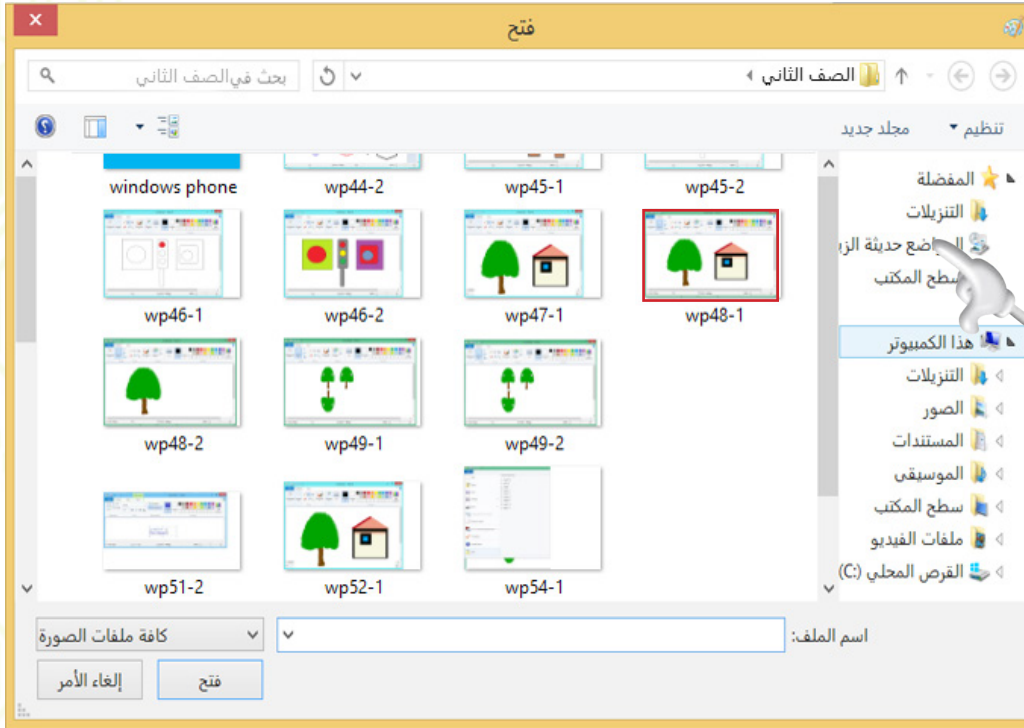 فتح
الصف الثاني
بحث في الصف الثاني
تنظيم
مجلد جديد
المفضلة
التنزيلات
سطح المكتب
هذا الكمبيوتر
التنزيلات
الصور
المستندات
الموسيقى
سطح المكتب
ملفات الفيديو
القرص المحلي (C:)
windows phone
wp44-2
wp45-1
wp45-2
wp46-1
wp46-2
wp47-1
wp48-1
wp48-2
wp49-1
wp49-2
wp51-2
wp52-1
wp54-1
اسم الملف:
كافة ملفات الصورة
فتح
إلغاء الأمر